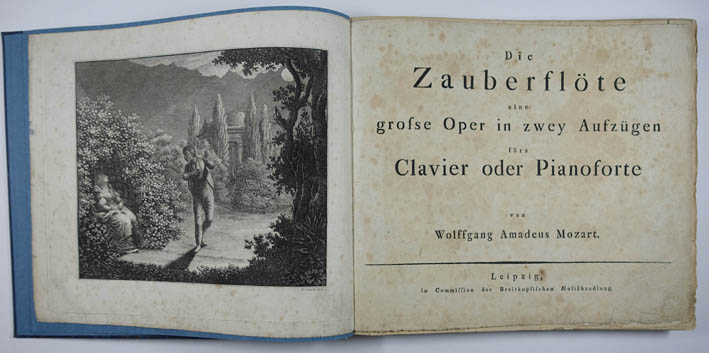 Die
Zauberflöte
eine
groſse Oper in zwey Aufzügen
fürs
Clavier oder Pianoforte
von
Wolffgang Amadeus Mozart.
Leipzig,
in Commiſſion der Breitkopfiſchen Muſikhandlung.